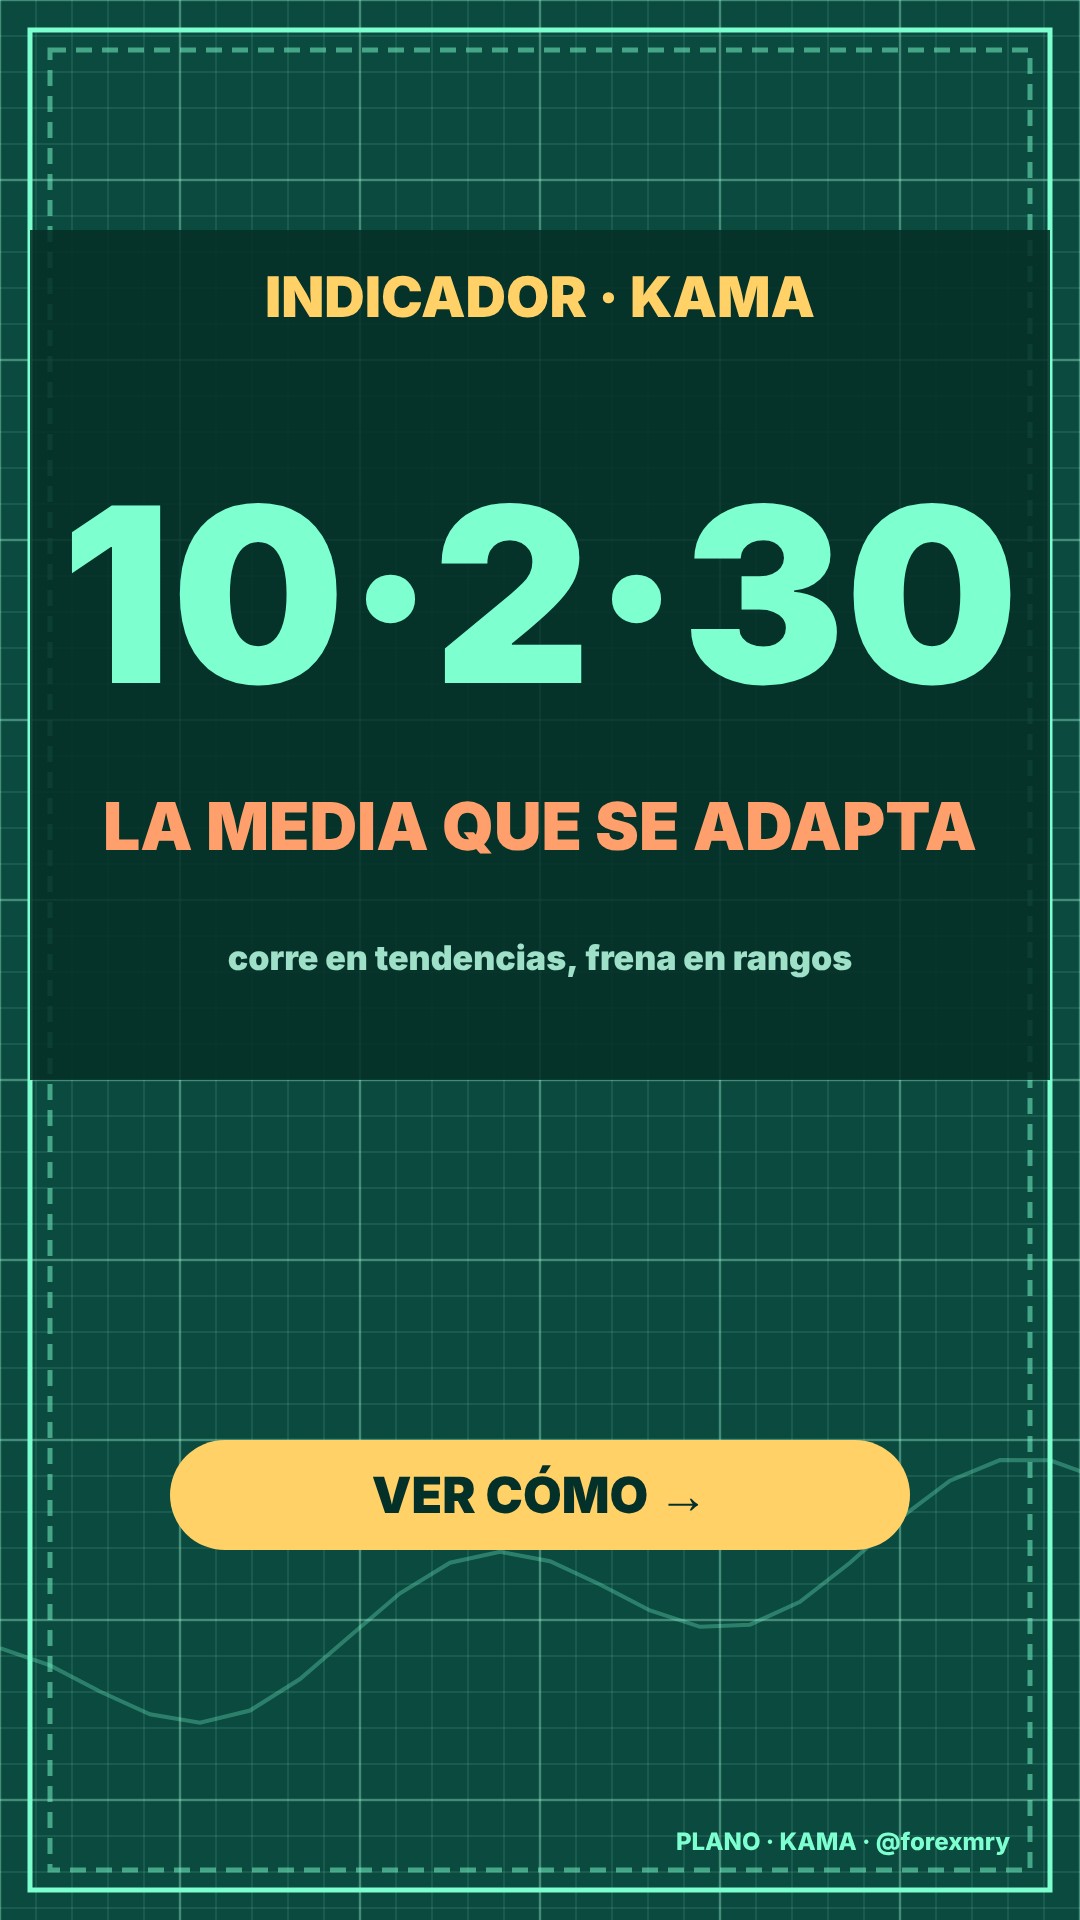 INDICADOR · KAMA
10·2·30
LA MEDIA QUE SE ADAPTA
corre en tendencias, frena en rangos
VER CÓMO →
PLANO · KAMA · @forexmry